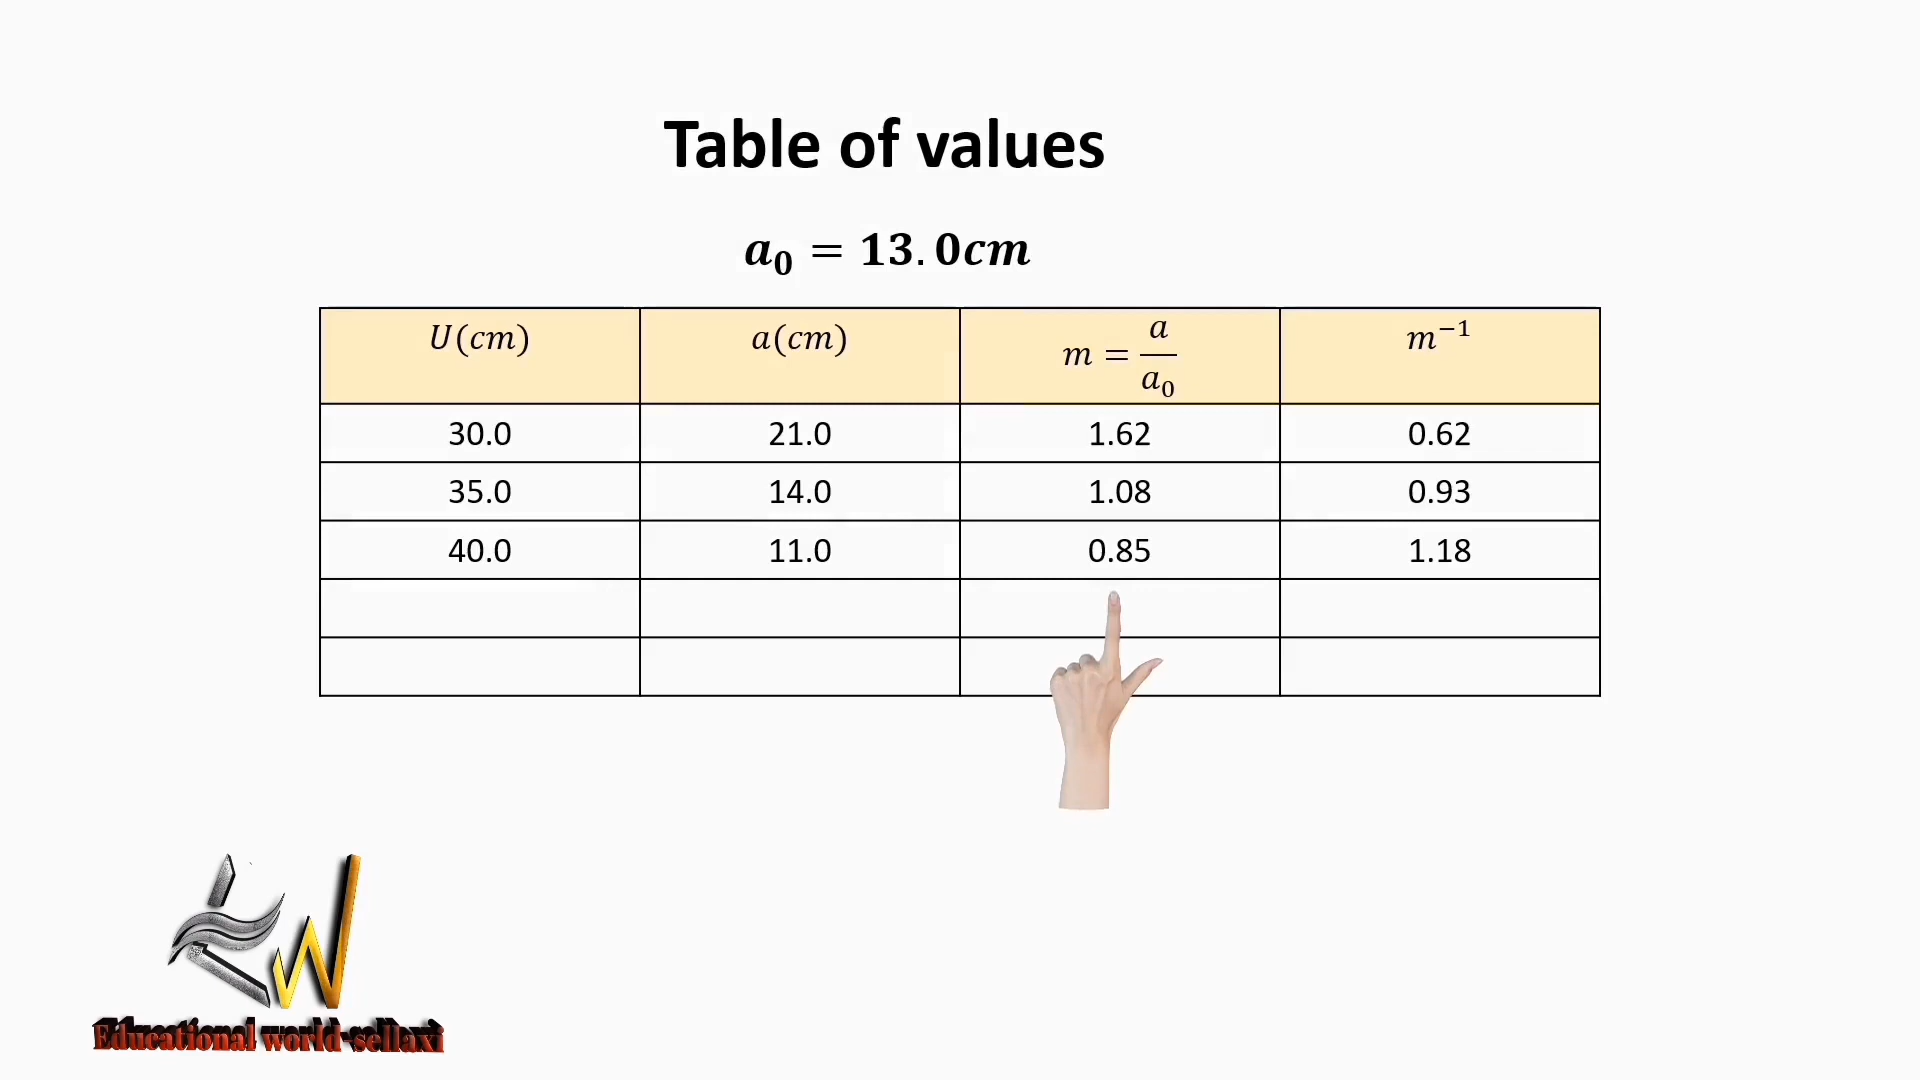 Table of values
a₀ = 13.0cm
U(cm) a(cm) m = a/a₀ m⁻¹
30.0 21.0 1.62 0.62
35.0 14.0 1.08 0.93
40.0 11.0 0.85 1.18
EW
Educational world-sellaxi